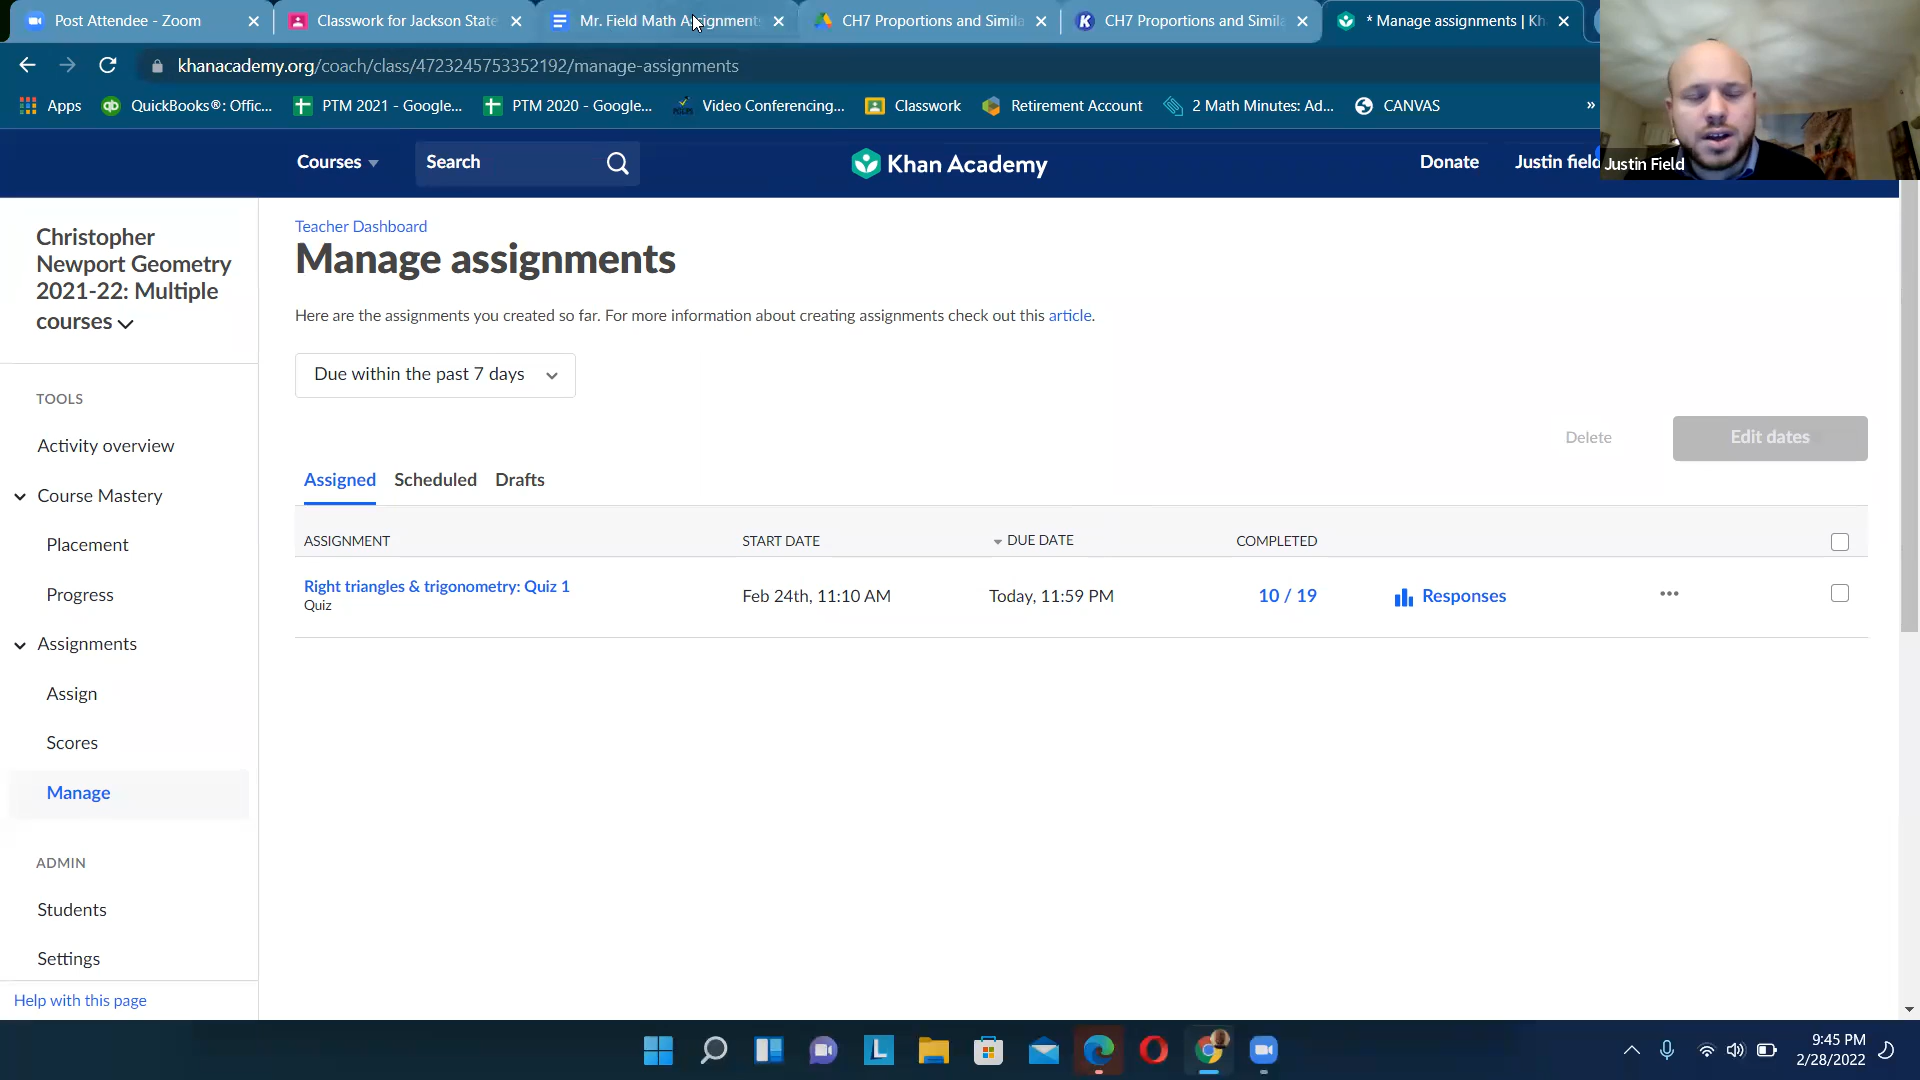 Post Attendee - Zoom
Classwork for Jackson State
Mr. Field Math Assignment
CH7 Proportions and Simila
CH7 Proportions and Simila
* Manage assignments | Kh
khanacademy.org/coach/class/4723245753352192/manage-assignments
Apps
QuickBooks®: Offic...
PTM 2021 - Google...
PTM 2020 - Google...
Video Conferencing...
Classwork
Retirement Account
2 Math Minutes: Ad...
CANVAS
»
Courses
Search
Khan Academy
Donate
Justin field
Justin Field
Christopher
Newport Geometry
2021-22: Multiple
courses
TOOLS
Activity overview
Course Mastery
Placement
Progress
Assignments
Assign
Scores
Manage
ADMIN
Students
Settings
Help with this page
Teacher Dashboard
Manage assignments
Here are the assignments you created so far. For more information about creating assignments check out this article.
Due within the past 7 days
Delete
Edit dates
Assigned Scheduled Drafts
ASSIGNMENT START DATE DUE DATE COMPLETED
Right triangles & trigonometry: Quiz 1
Quiz
Feb 24th, 11:10 AM
Today, 11:59 PM
10 / 19
Responses
9:45 PM
2/28/2022